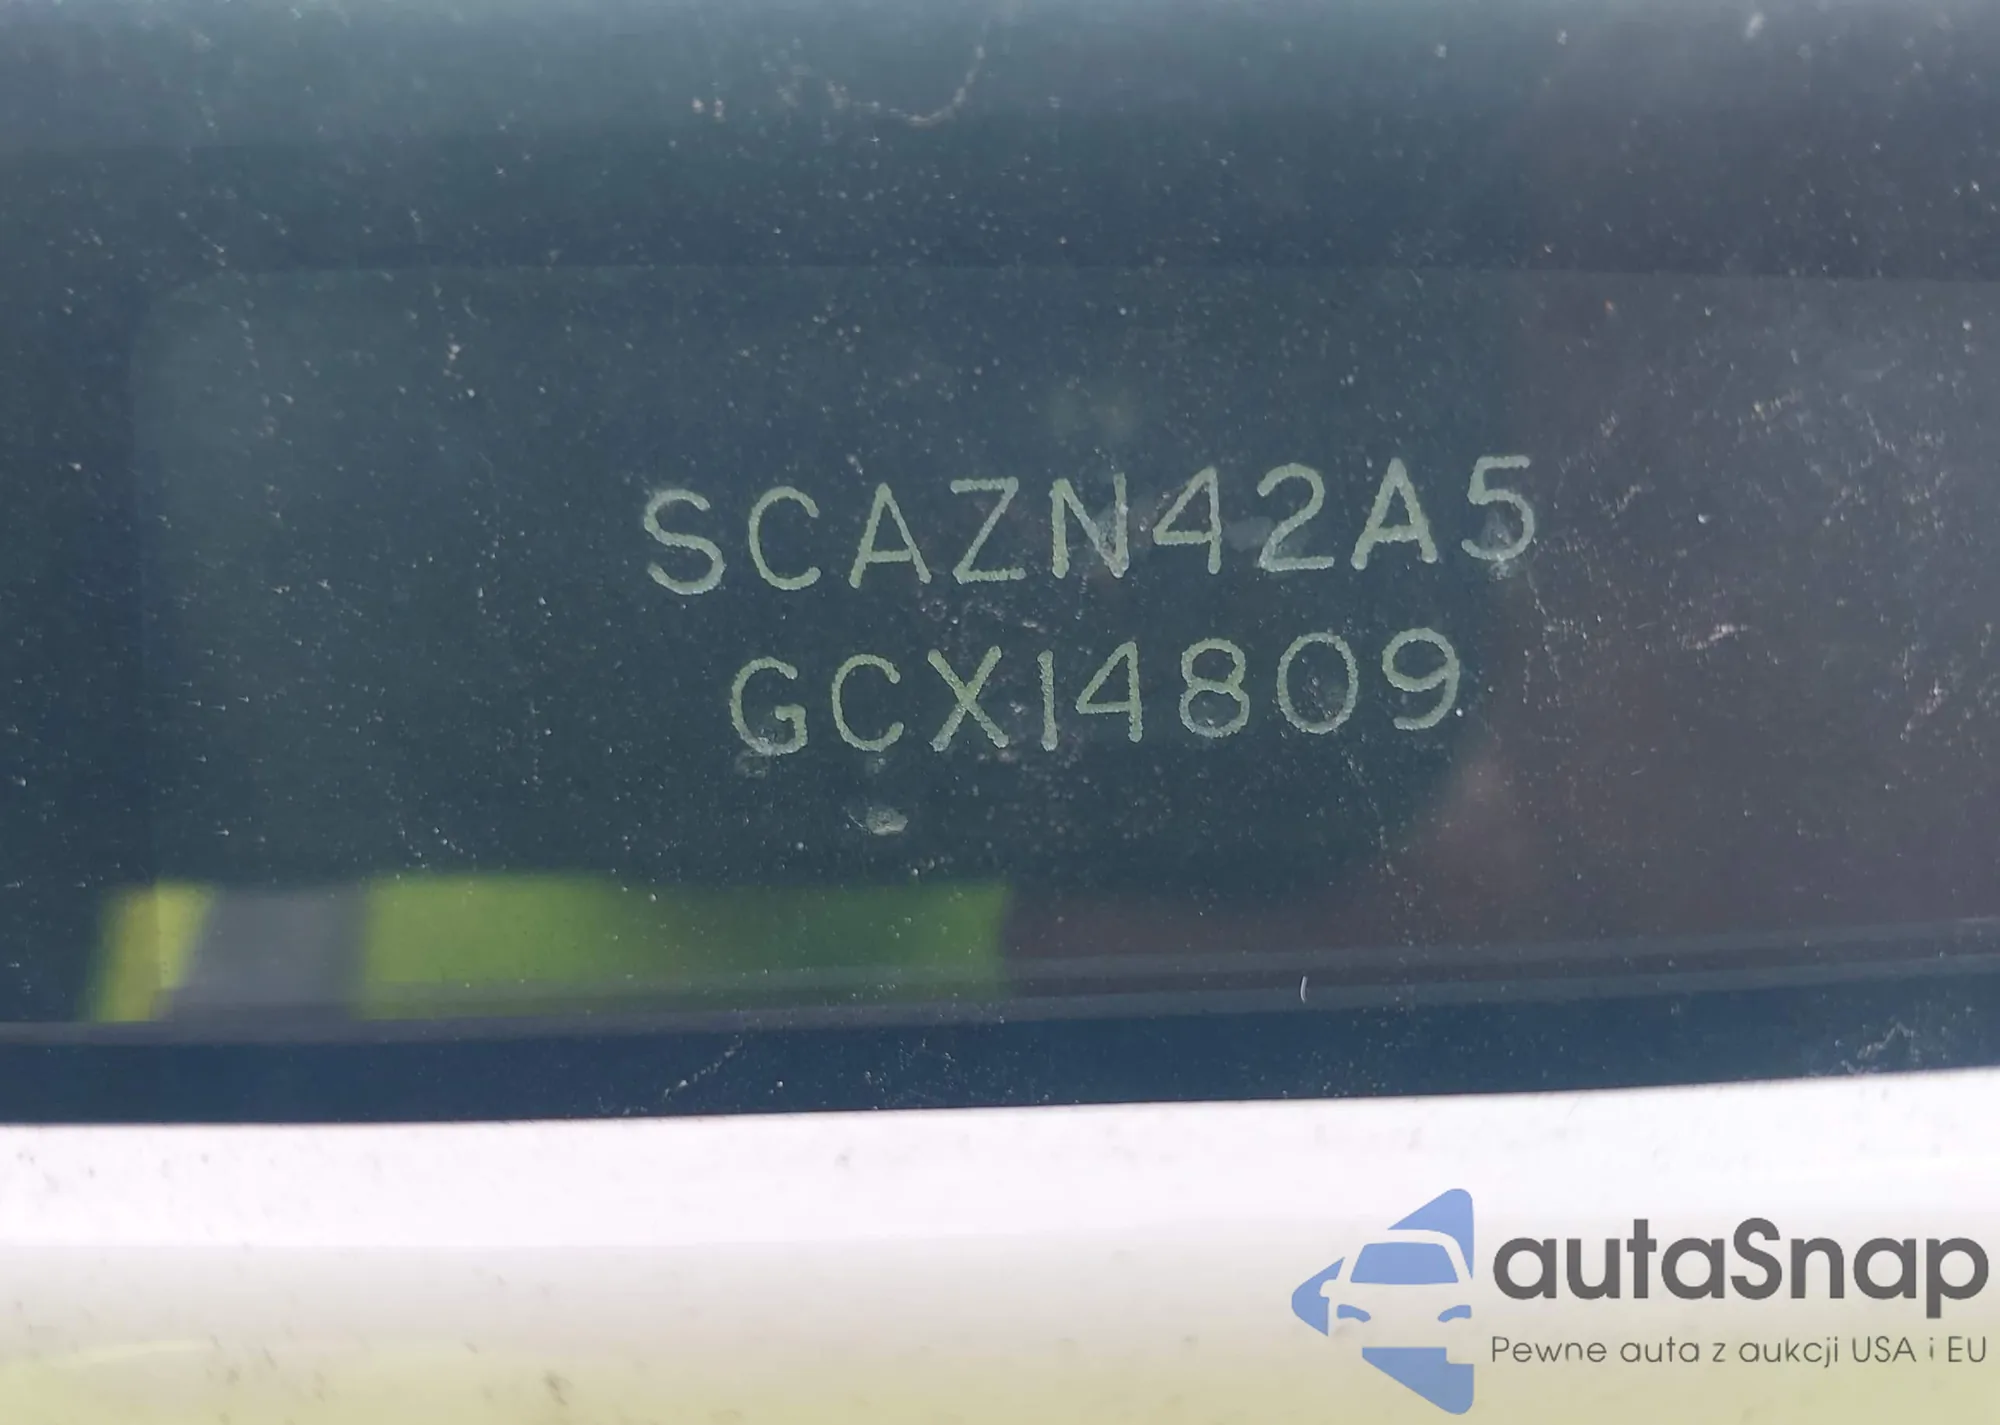 SCAZN42A5
GCX14809
autaSnap
Pewne auta z aukcji USA i EU